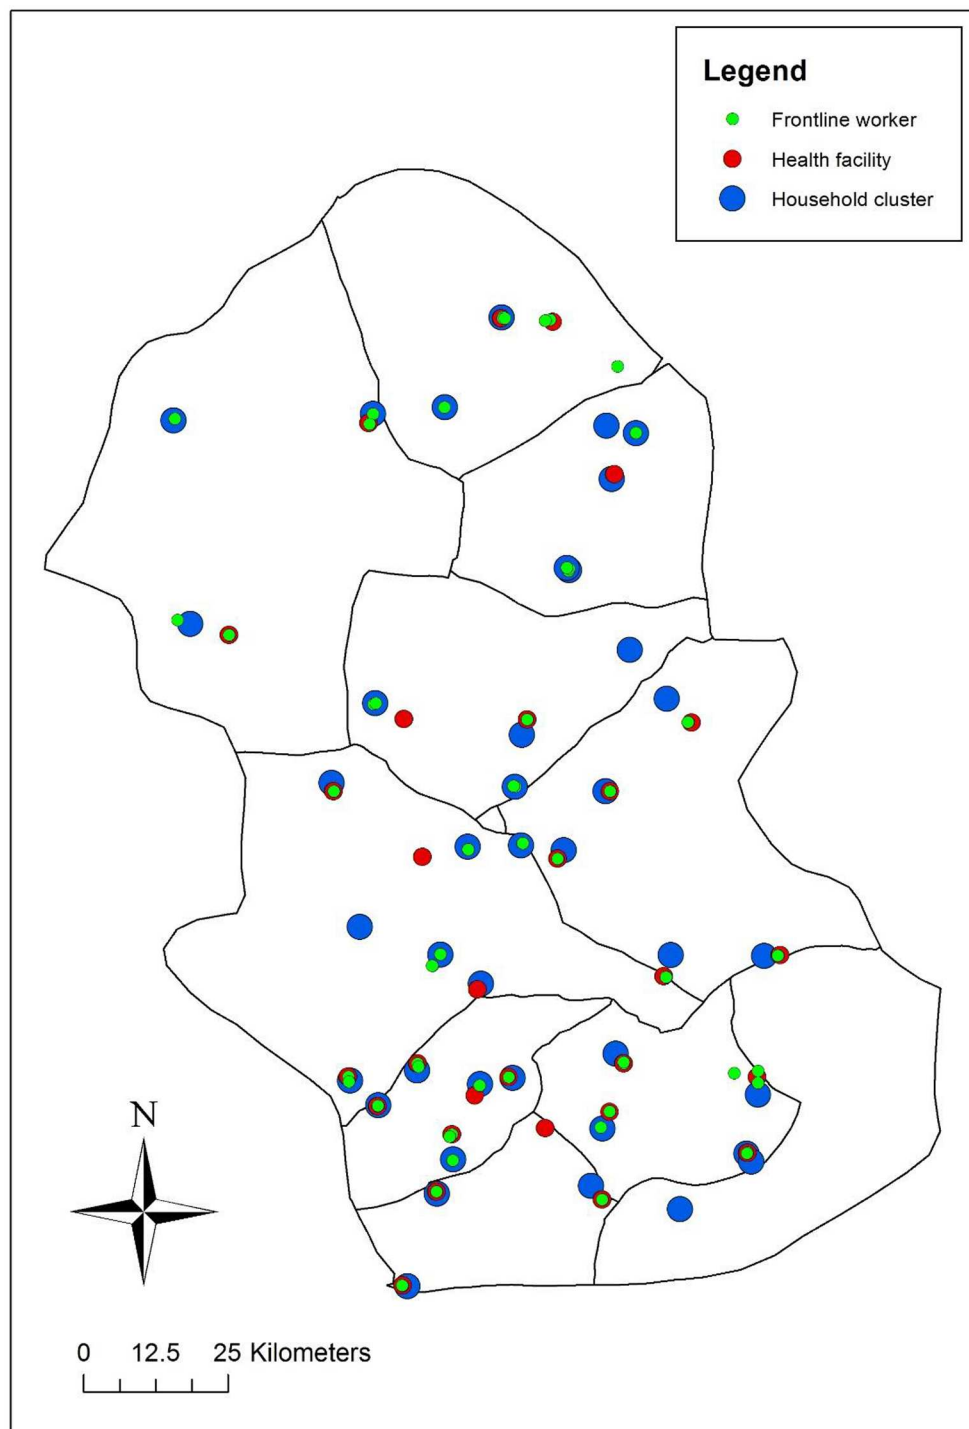 Legend
Frontline worker
Health facility
Household cluster
N
0 12.5 25 Kilometers